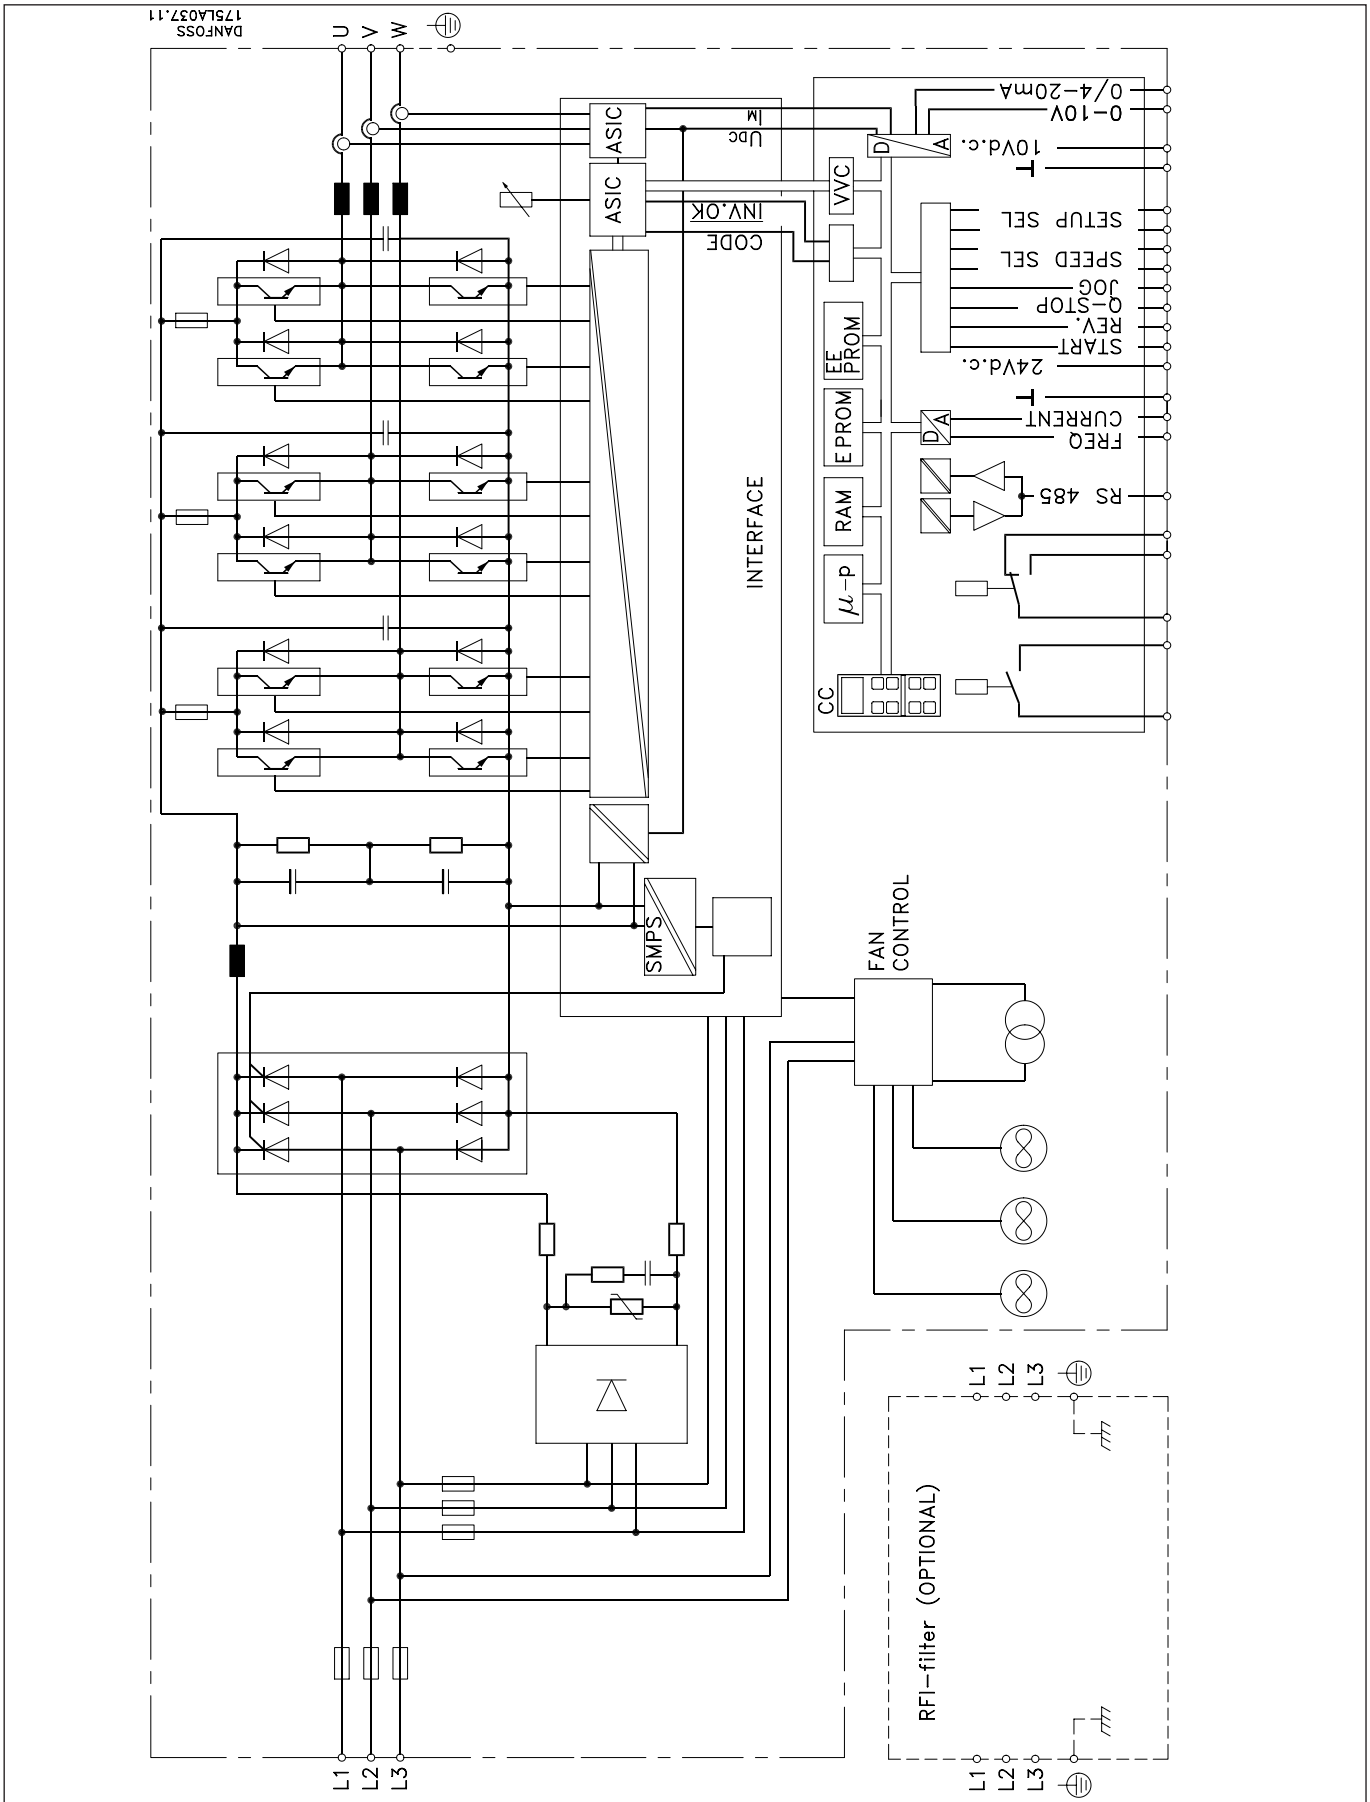 DANFOSS
175LA037.11
U
V
W
ASIC
ASIC
IM
UDC
INV.OK
CODE
INTERFACE
SMPS
VVC
D
A
EE
PROM
EPROM
RAM
µ-p
CC
D
A
0/4-20mA
0-10V
10Vd.c.
SETUP SEL
SPEED SEL
JOG
Q-STOP
REV.
START
24Vd.c.
CURRENT
FREQ
RS 485
FAN
CONTROL
L1
L2
L3
RFI-filter (OPTIONAL)
L1
L2
L3
L1
L2
L3